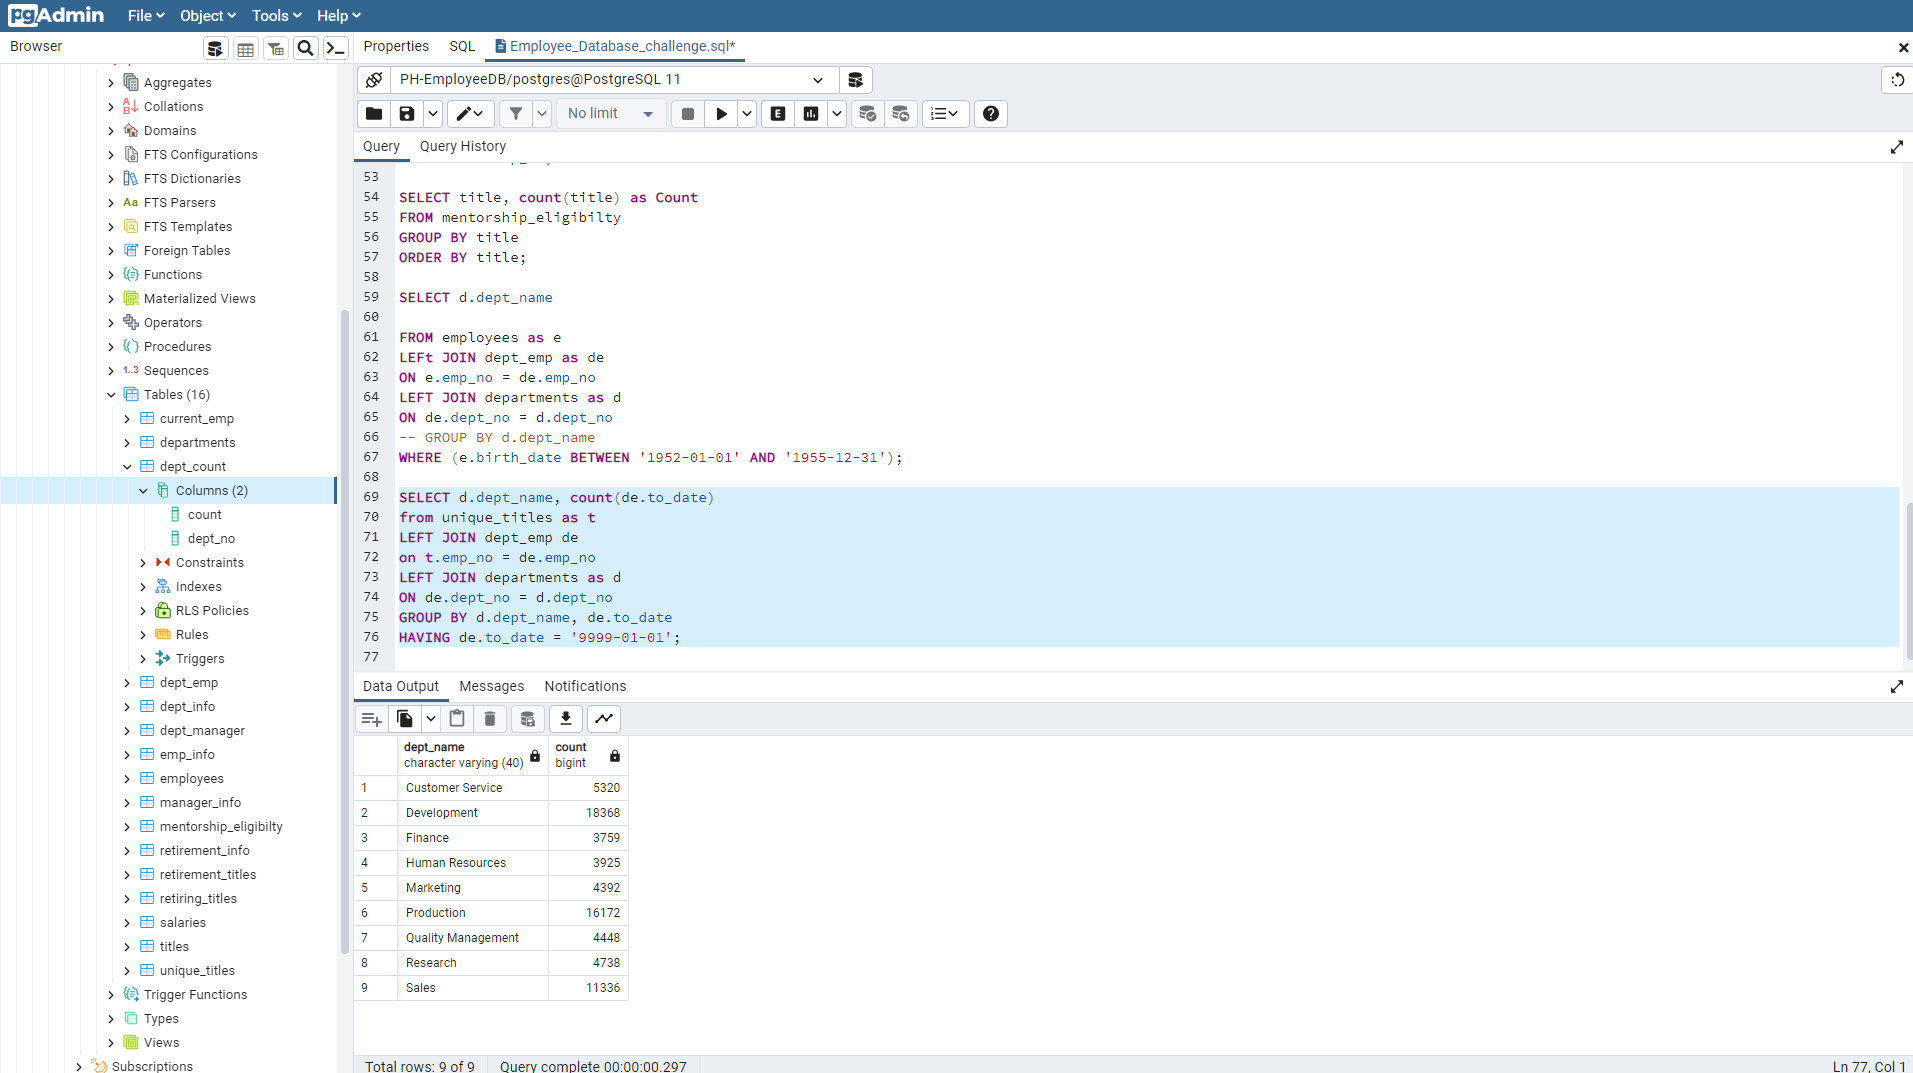 pgAdmin File Object Tools Help
Browser
Properties SQL Employee_Database_challenge.sql*
PH-EmployeeDB/postgres@PostgreSQL 11
No limit
E
Query Query History
Aggregates
Collations
Domains
FTS Configurations
FTS Dictionaries
Aa FTS Parsers
FTS Templates
Foreign Tables
Functions
Materialized Views
Operators
Procedures
1..3 Sequences
Tables (16)
current_emp
departments
dept_count
Columns (2)
count
dept_no
Constraints
Indexes
RLS Policies
Rules
Triggers
dept_emp
dept_info
dept_manager
emp_info
employees
manager_info
mentorship_eligibilty
retirement_info
retirement_titles
retiring_titles
salaries
titles
unique_titles
Trigger Functions
Types
Views
Subscriptions
53
54 SELECT title, count(title) as Count
55 FROM mentorship_eligibilty
56 GROUP BY title
57 ORDER BY title;
58
59 SELECT d.dept_name
60
61 FROM employees as e
62 LEFt JOIN dept_emp as de
63 ON e.emp_no = de.emp_no
64 LEFT JOIN departments as d
65 ON de.dept_no = d.dept_no
66 -- GROUP BY d.dept_name
67 WHERE (e.birth_date BETWEEN '1952-01-01' AND '1955-12-31');
68
69 SELECT d.dept_name, count(de.to_date)
70 from unique_titles as t
71 LEFT JOIN dept_emp de
72 on t.emp_no = de.emp_no
73 LEFT JOIN departments as d
74 ON de.dept_no = d.dept_no
75 GROUP BY d.dept_name, de.to_date
76 HAVING de.to_date = '9999-01-01';
77
Data Output Messages Notifications
dept_name count
character varying (40) bigint
1 Customer Service 5320
2 Development 18368
3 Finance 3759
4 Human Resources 3925
5 Marketing 4392
6 Production 16172
7 Quality Management 4448
8 Research 4738
9 Sales 11336
Total rows: 9 of 9 Query complete 00:00:00.297 Ln 77, Col 1